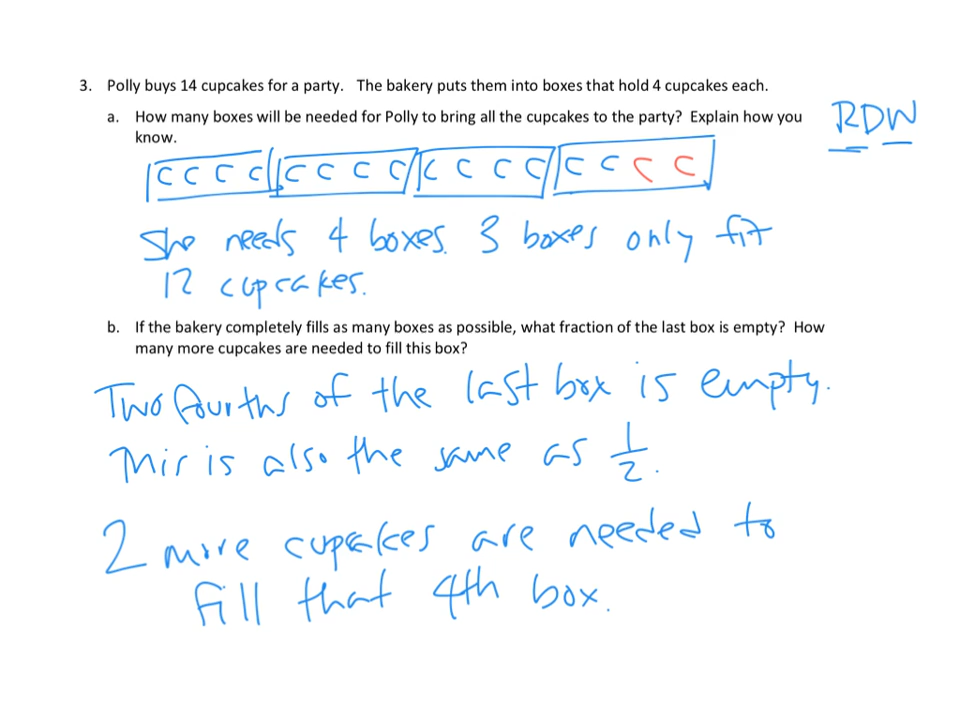 3. Polly buys 14 cupcakes for a party. The bakery puts them into boxes that hold 4 cupcakes each.
a. How many boxes will be needed for Polly to bring all the cupcakes to the party? Explain how you
know.
RDW
C C C C C C C C C C C C C C C C
She needs 4 boxes. 3 boxes only fit
12 cupcakes.
b. If the bakery completely fills as many boxes as possible, what fraction of the last box is empty? How
many more cupcakes are needed to fill this box?
Two fourths of the last box is empty.
This is also the same as 1/2.
2 more cupcakes are needed to
fill that 4th box.